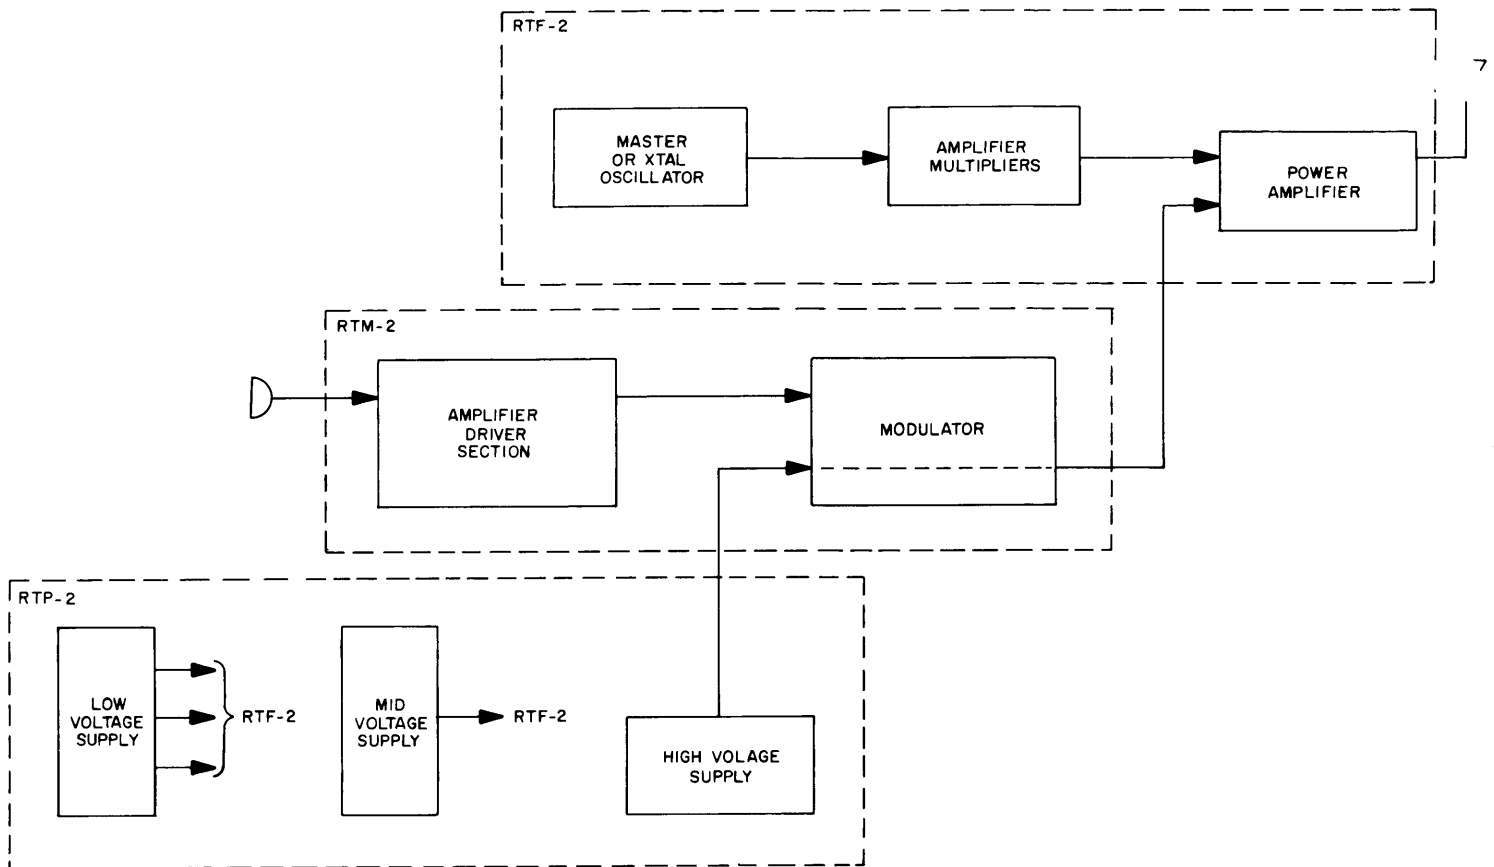 RTF-2
MASTER
OR XTAL
OSCILLATOR
AMPLIFIER
MULTIPLIERS
POWER
AMPLIFIER
RTM-2
AMPLIFIER
DRIVER
SECTION
MODULATOR
RTP-2
LOW
VOLTAGE
SUPPLY
RTF-2
MID
VOLTAGE
SUPPLY
RTF-2
HIGH VOLAGE
SUPPLY